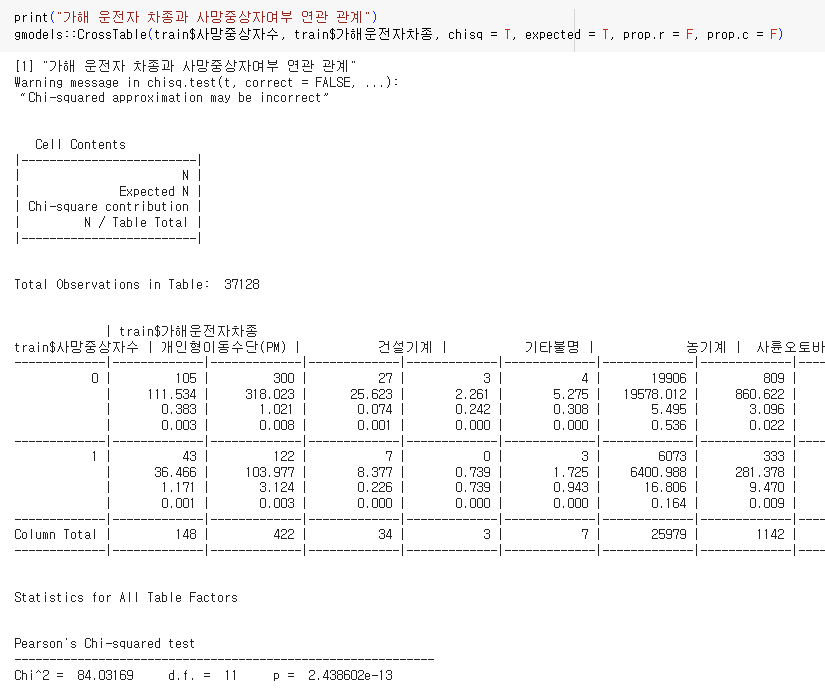 print("가해 운전자 차종과 사망중상자여부 연관 관계")
gmodels::CrossTable(train$사망중상자수, train$가해운전자차종, chisq = T, expected = T, prop.r = F, prop.c = F)
[1] "가해 운전자 차종과 사망중상자여부 연관 관계"
Warning message in chisq.test(t, correct = FALSE, ...):
“Chi-squared approximation may be incorrect”
Cell Contents
|-------------------------|
| N |
| Expected N |
| Chi-square contribution |
| N / Table Total |
|-------------------------|
Total Observations in Table: 37128
| train$가해운전자차종
train$사망중상자수 | 개인형이동수단(PM) | 건설기계 | 기타불명 | 농기계 | 사륜오토바
-------------|-------------|-------------|-------------|-------------|-------------|-------------|-------------|----
0 | 105 | 300 | 27 | 3 | 4 | 19906 | 809 |
| 111.534 | 318.023 | 25.623 | 2.261 | 5.275 | 19578.012 | 860.622 |
| 0.383 | 1.021 | 0.074 | 0.242 | 0.308 | 5.495 | 3.096 |
| 0.003 | 0.008 | 0.001 | 0.000 | 0.000 | 0.536 | 0.022 |
-------------|-------------|-------------|-------------|-------------|-------------|-------------|-------------|----
1 | 43 | 122 | 7 | 0 | 3 | 6073 | 333 |
| 36.466 | 103.977 | 8.377 | 0.739 | 1.725 | 6400.988 | 281.378 |
| 1.171 | 3.124 | 0.226 | 0.739 | 0.943 | 16.806 | 9.470 |
| 0.001 | 0.003 | 0.000 | 0.000 | 0.000 | 0.164 | 0.009 |
-------------|-------------|-------------|-------------|-------------|-------------|-------------|-------------|----
Column Total | 148 | 422 | 34 | 3 | 7 | 25979 | 1142 |
-------------|-------------|-------------|-------------|-------------|-------------|-------------|-------------|----
Statistics for All Table Factors
Pearson's Chi-squared test
------------------------------------------------------------
Chi^2 = 84.03169 d.f. = 11 p = 2.438602e-13